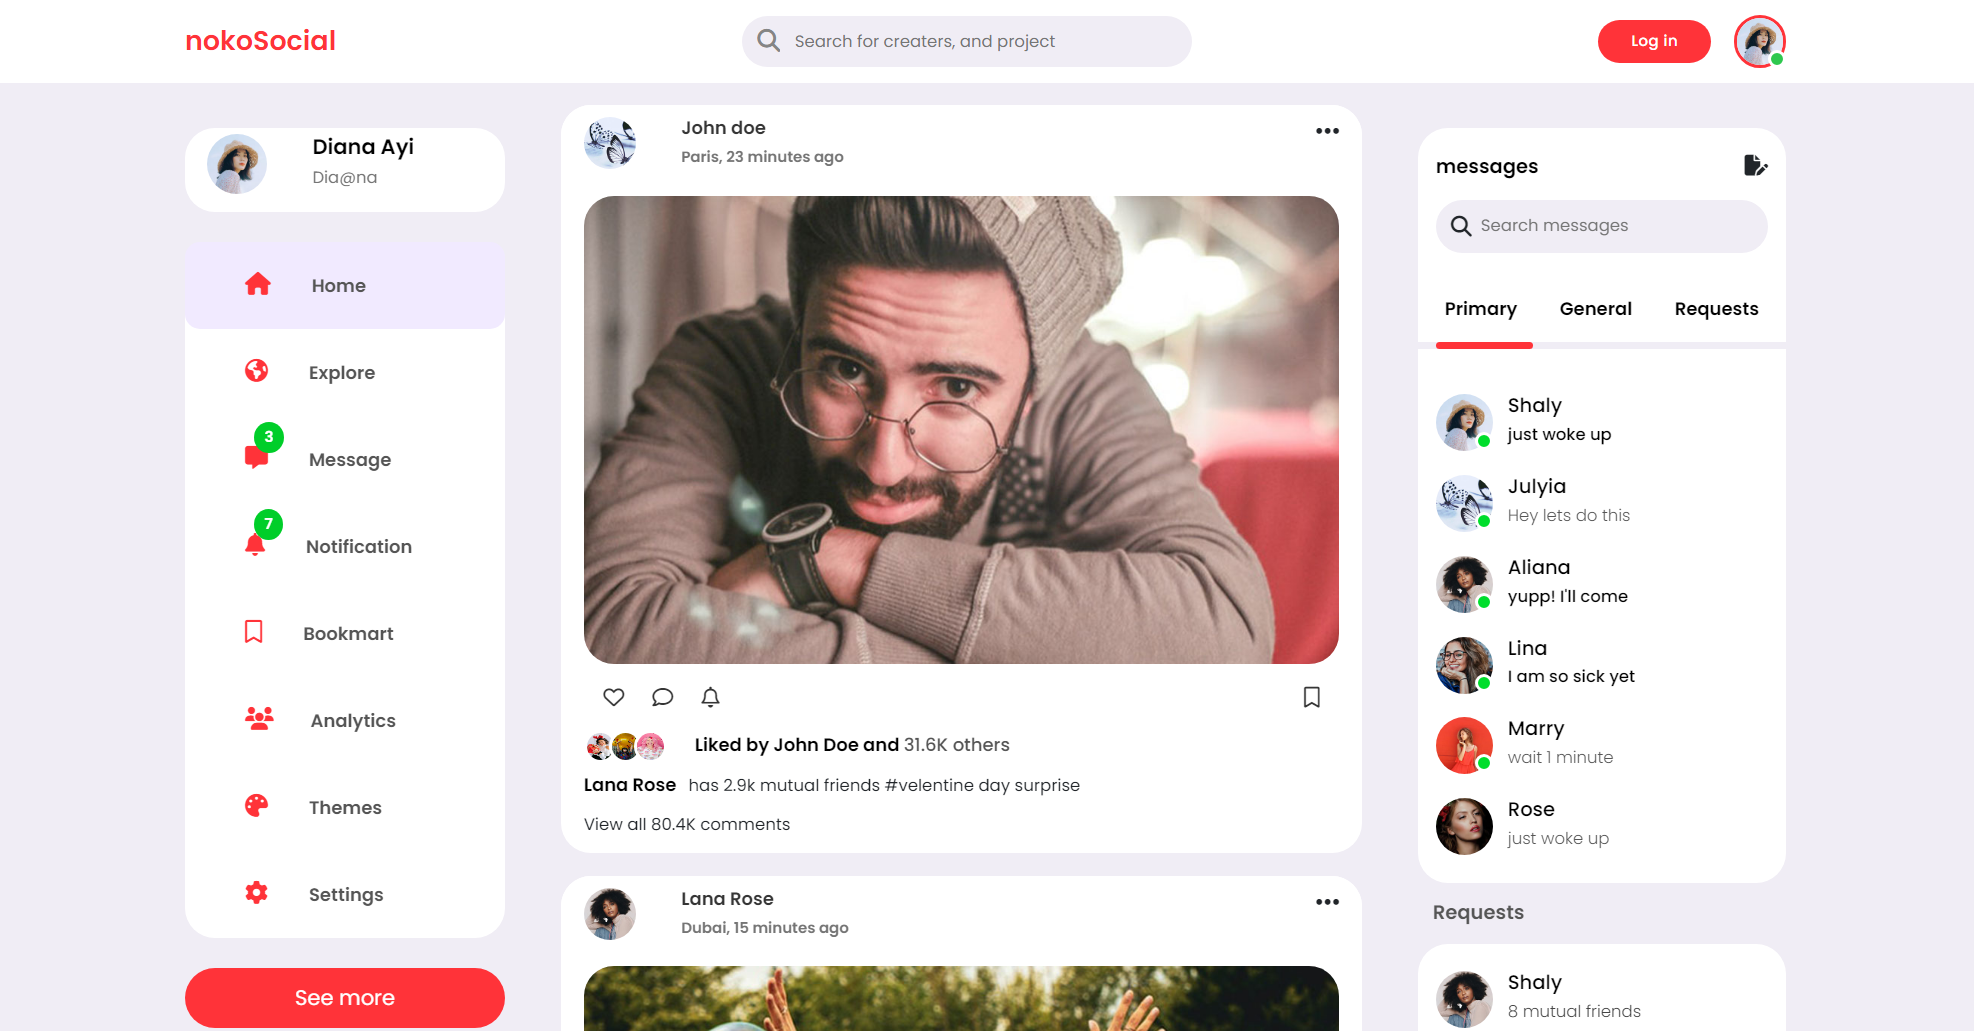 nokoSocial
Search for creaters, and project
Log in
Diana Ayi
Dia@na
Home
Explore
3
Message
7
Notification
Bookmart
Analytics
Themes
Settings
See more
John doe
Paris, 23 minutes ago
Liked by John Doe and 31.6K others
Lana Rose has 2.9k mutual friends #velentine day surprise
View all 80.4K comments
Lana Rose
Dubai, 15 minutes ago
messages
Search messages
Primary General Requests
Shaly
just woke up
Julyia
Hey lets do this
Aliana
yupp! I'll come
Lina
I am so sick yet
Marry
wait 1 minute
Rose
just woke up
Requests
Shaly
8 mutual friends